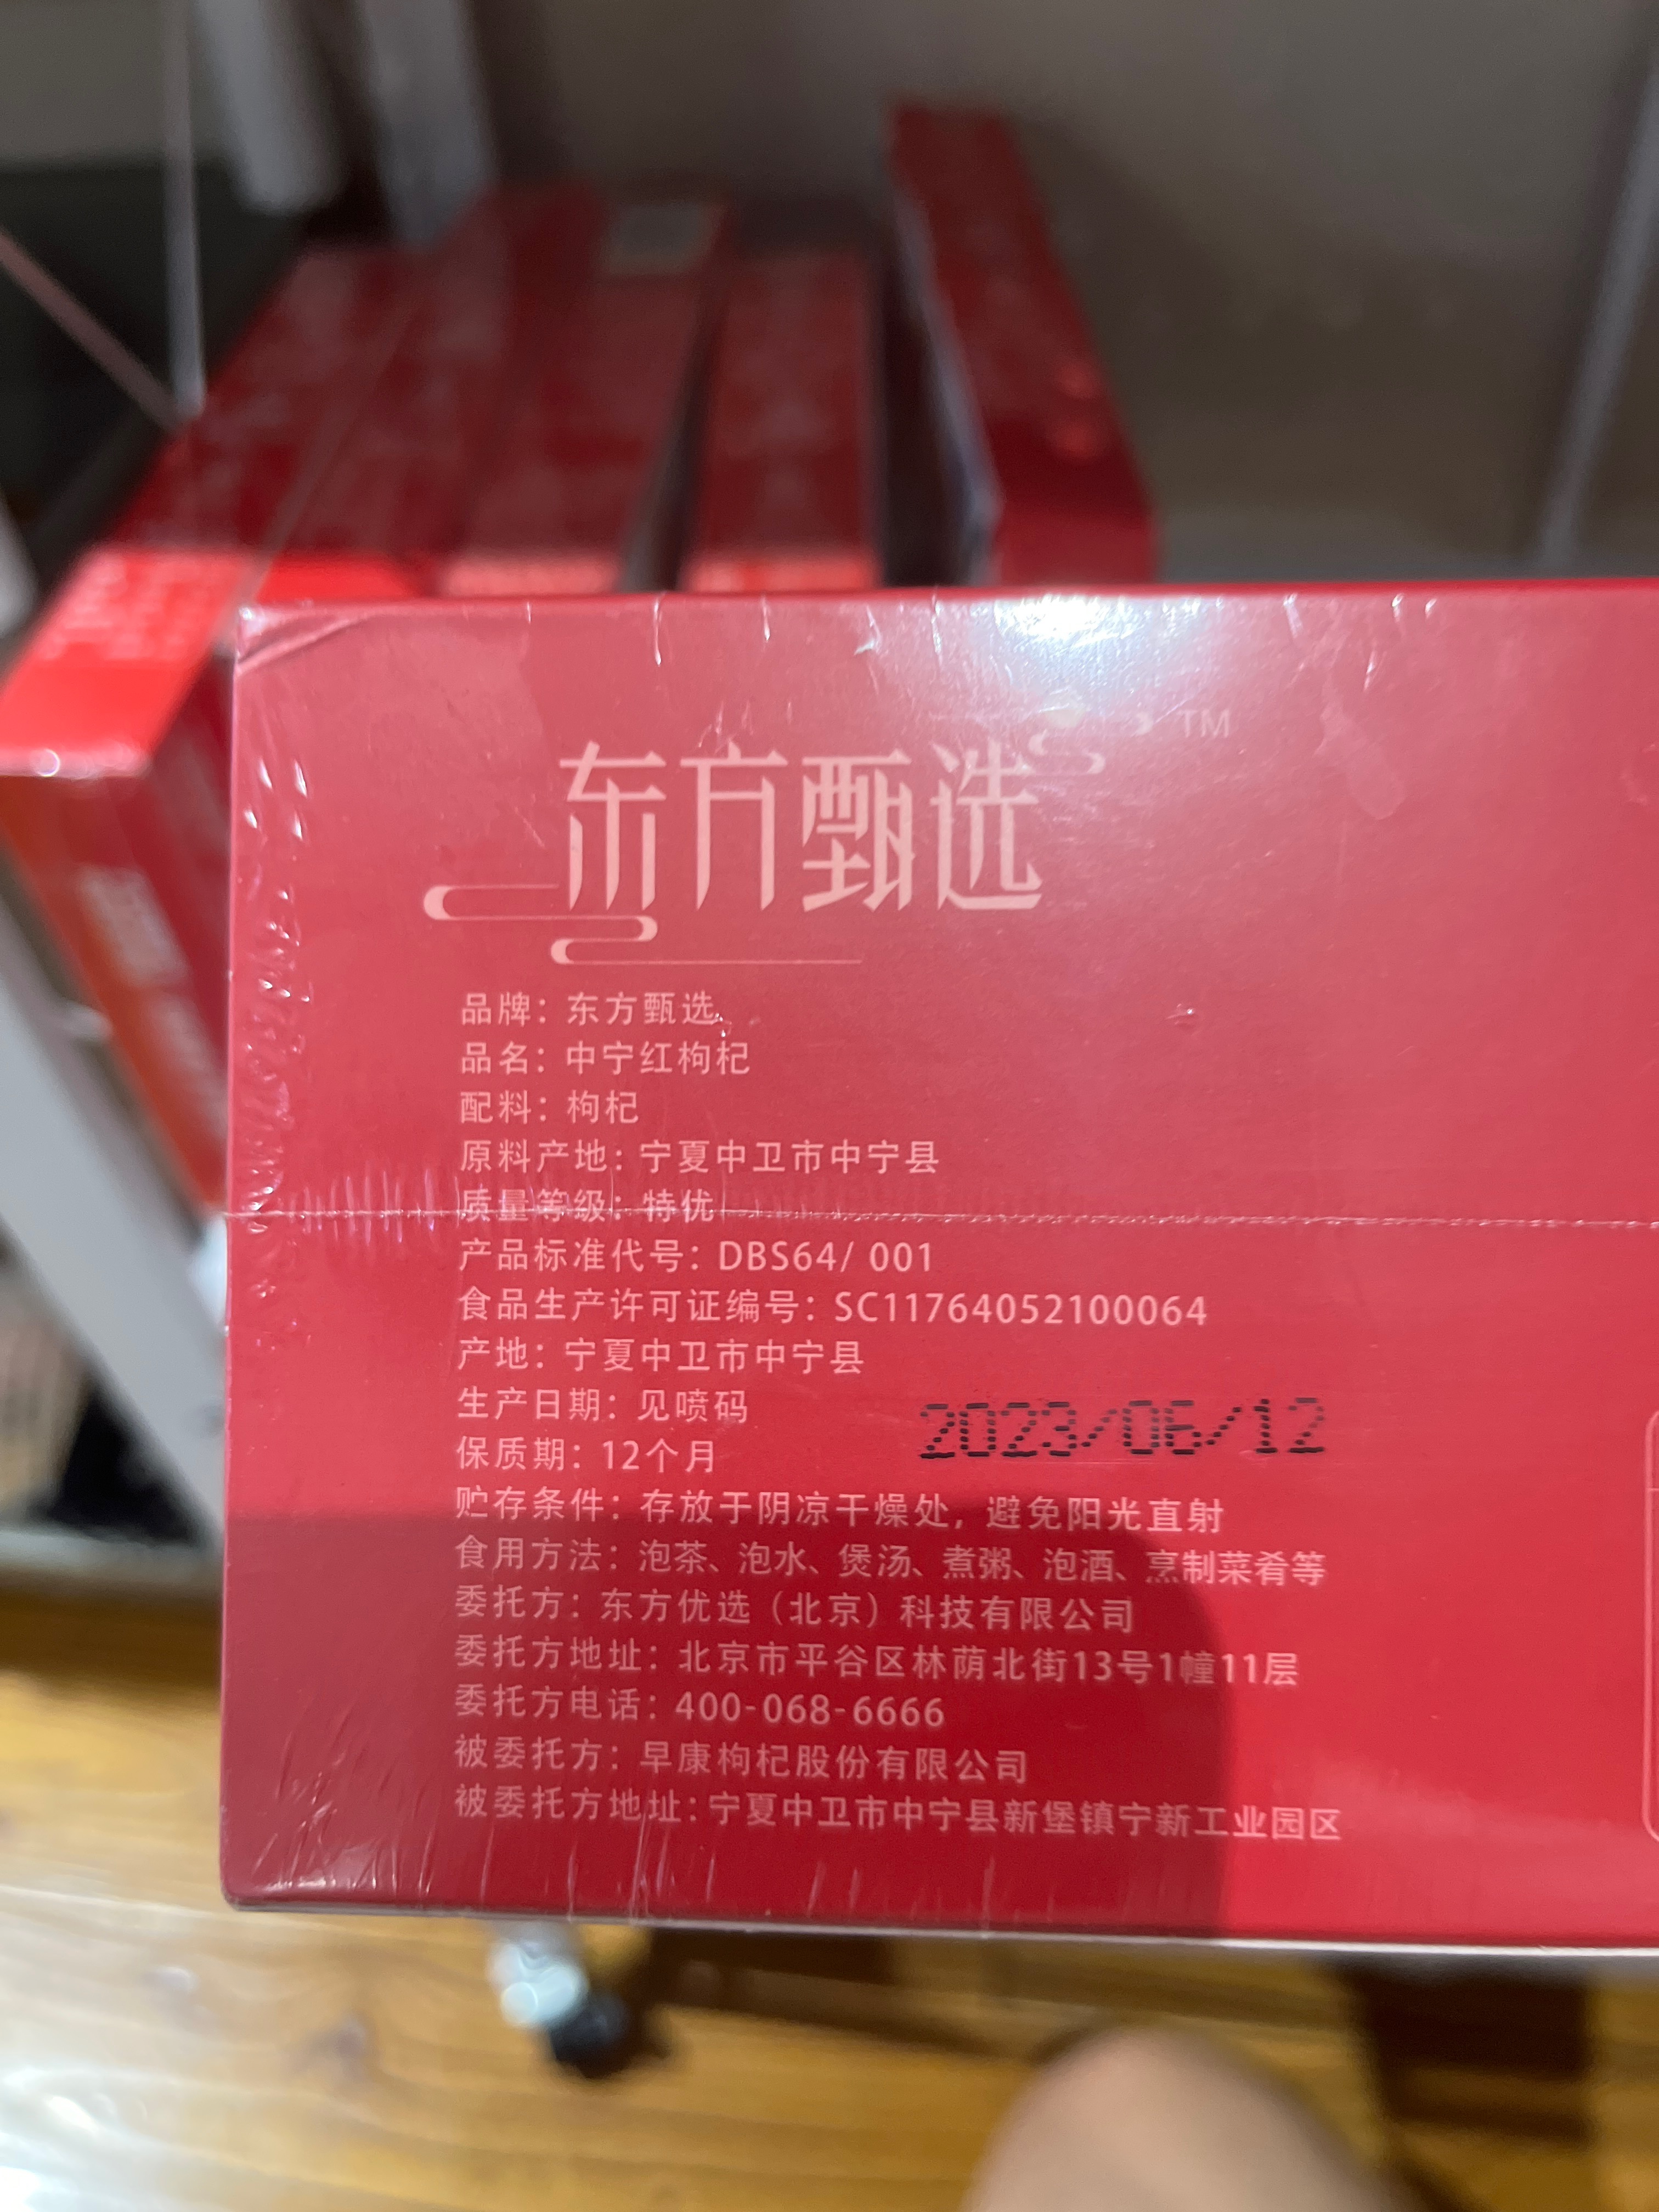 东方甄选 TM
品牌：东方甄选
品名：中宁红枸杞
配料：枸杞
原料产地：宁夏中卫市中宁县
质量等级：特优
产品标准代号：DBS64/ 001
食品生产许可证编号：SC11764052100064
产地：宁夏中卫市中宁县
生产日期：见喷码
2023/06/12
保质期：12个月
贮存条件：存放于阴凉干燥处，避免阳光直射
食用方法：泡茶、泡水、煲汤、煮粥、泡酒、烹制菜肴等
委托方：东方优选（北京）科技有限公司
委托方地址：北京市平谷区林荫北街13号1幢11层
委托方电话：400-068-6666
被委托方：早康枸杞股份有限公司
被委托方地址：宁夏中卫市中宁县新堡镇宁新工业园区